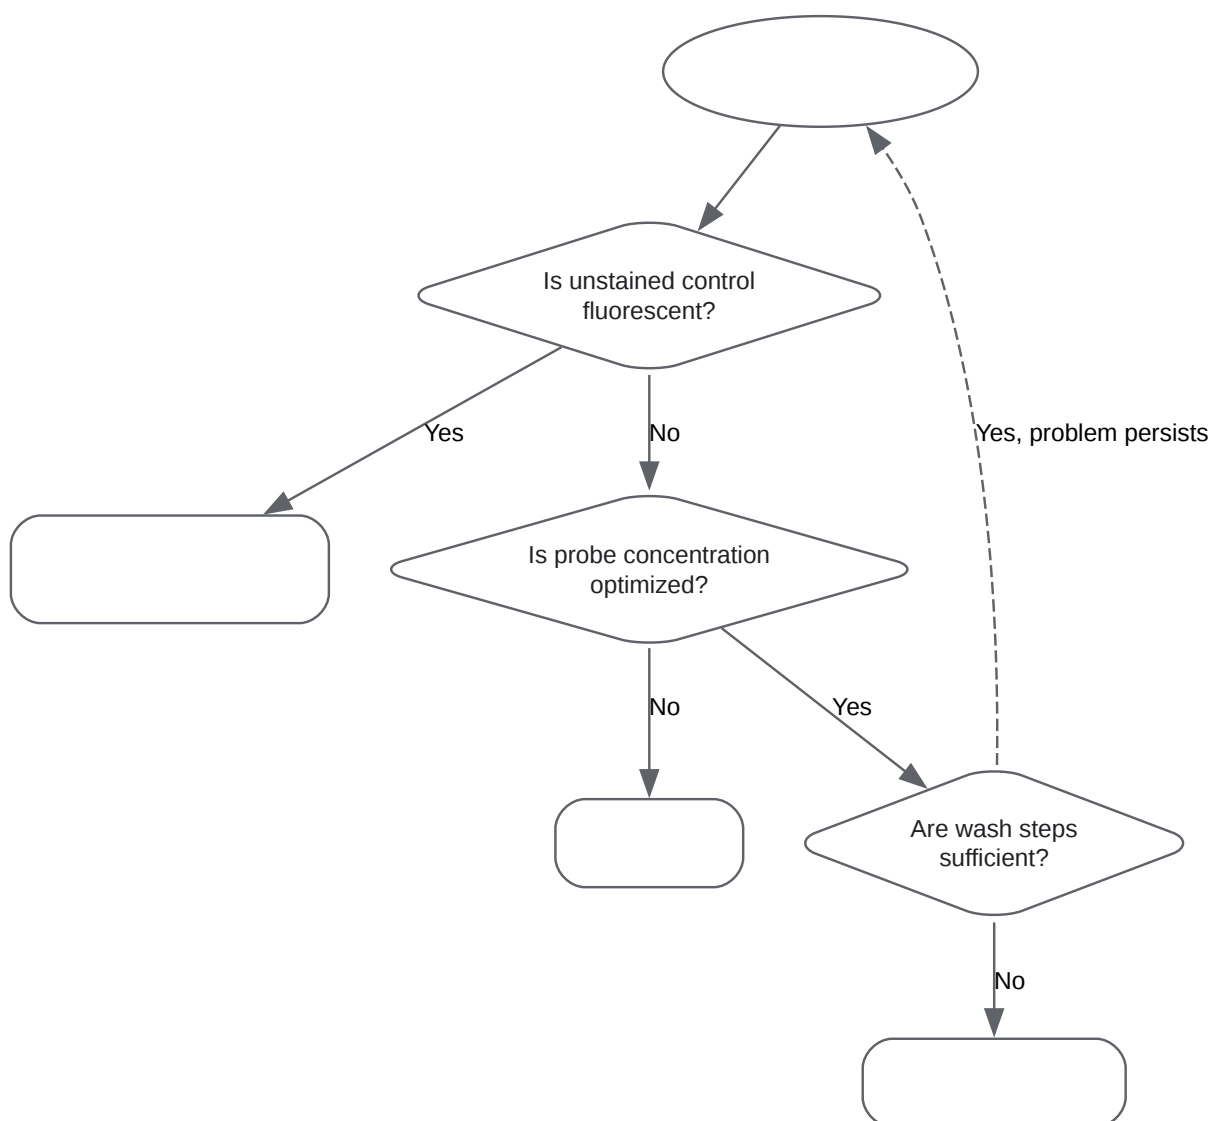 Is unstained control
fluorescent?
Yes
No
Yes, problem persists
Is probe concentration
optimized?
No
Yes
Are wash steps
sufficient?
No